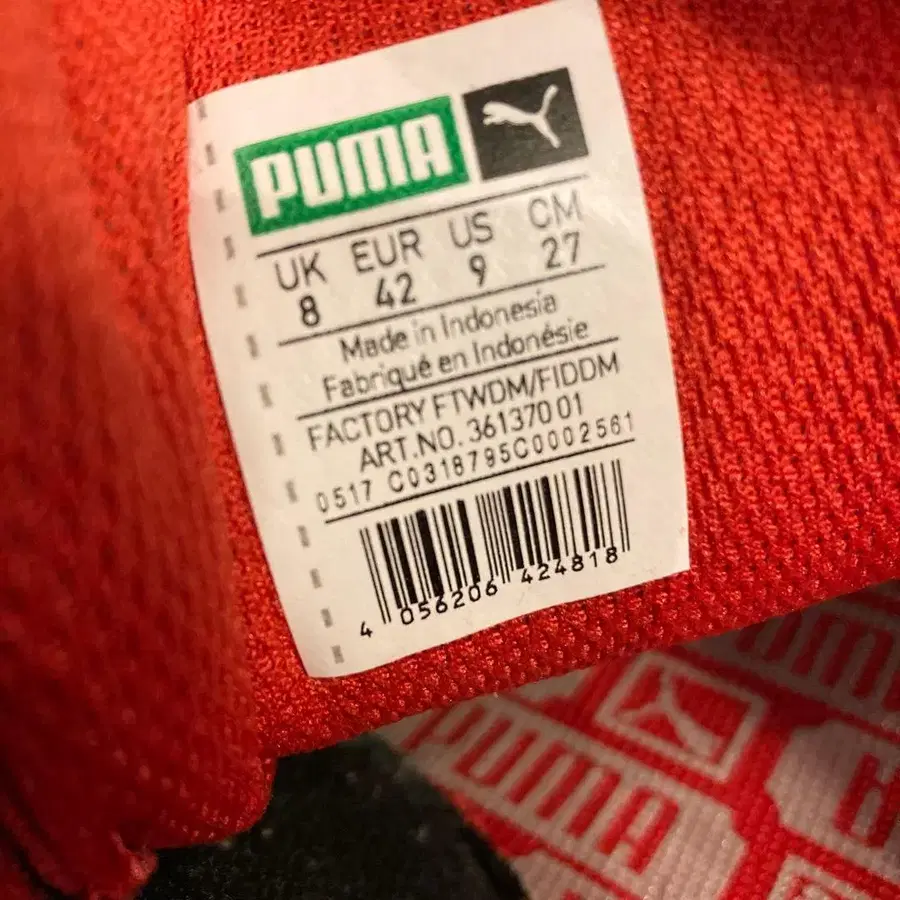 PUMA
UK EUR US CM
8 42 9 27
Made in Indonesia
Fabriqué en Indonésie
FACTORY FTWDM/FIDDM
ART.NO. 361370 01
0517 C0318795C0002561
4 056206 424818
PUMA
PUMA